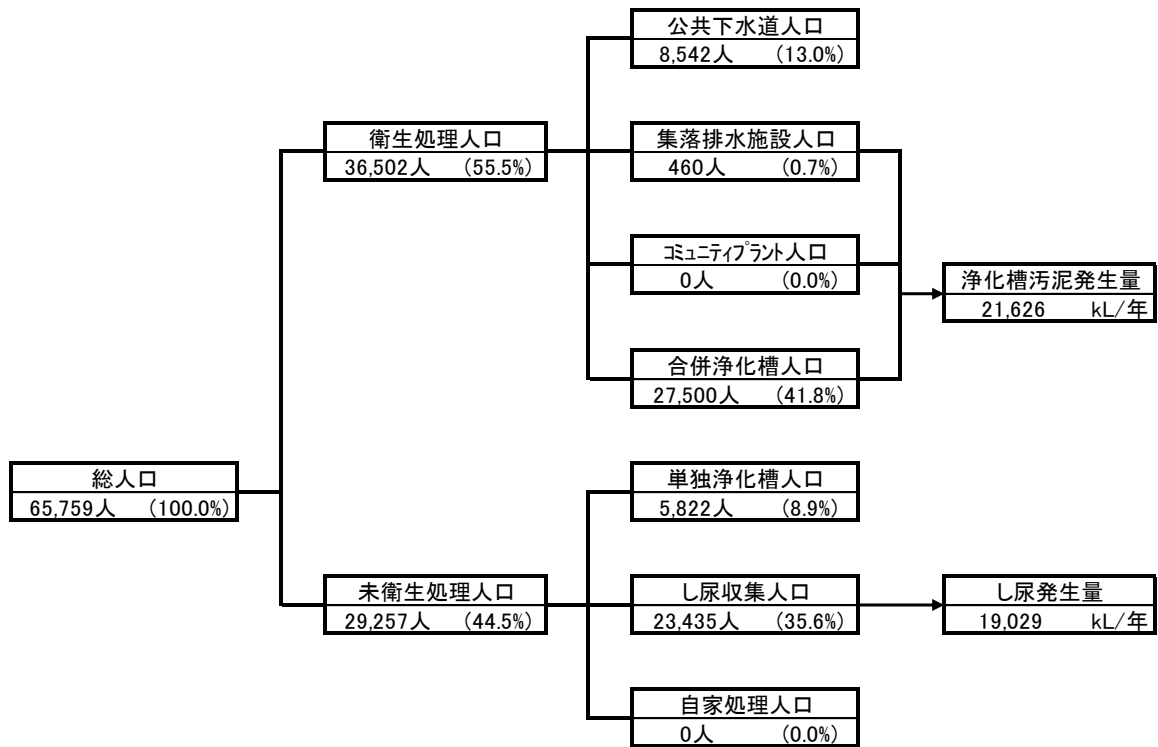 公共下水道人口
8,542人 (13.0%)
衛生処理人口
36,502人 (55.5%)
集落排水施設人口
460人 (0.7%)
コミュニティプラント人口
0人 (0.0%)
浄化槽汚泥発生量
21,626 kL/年
合併浄化槽人口
27,500人 (41.8%)
総人口
65,759人 (100.0%)
単独浄化槽人口
5,822人 (8.9%)
未衛生処理人口
29,257人 (44.5%)
し尿収集人口
23,435人 (35.6%)
し尿発生量
19,029 kL/年
自家処理人口
0人 (0.0%)